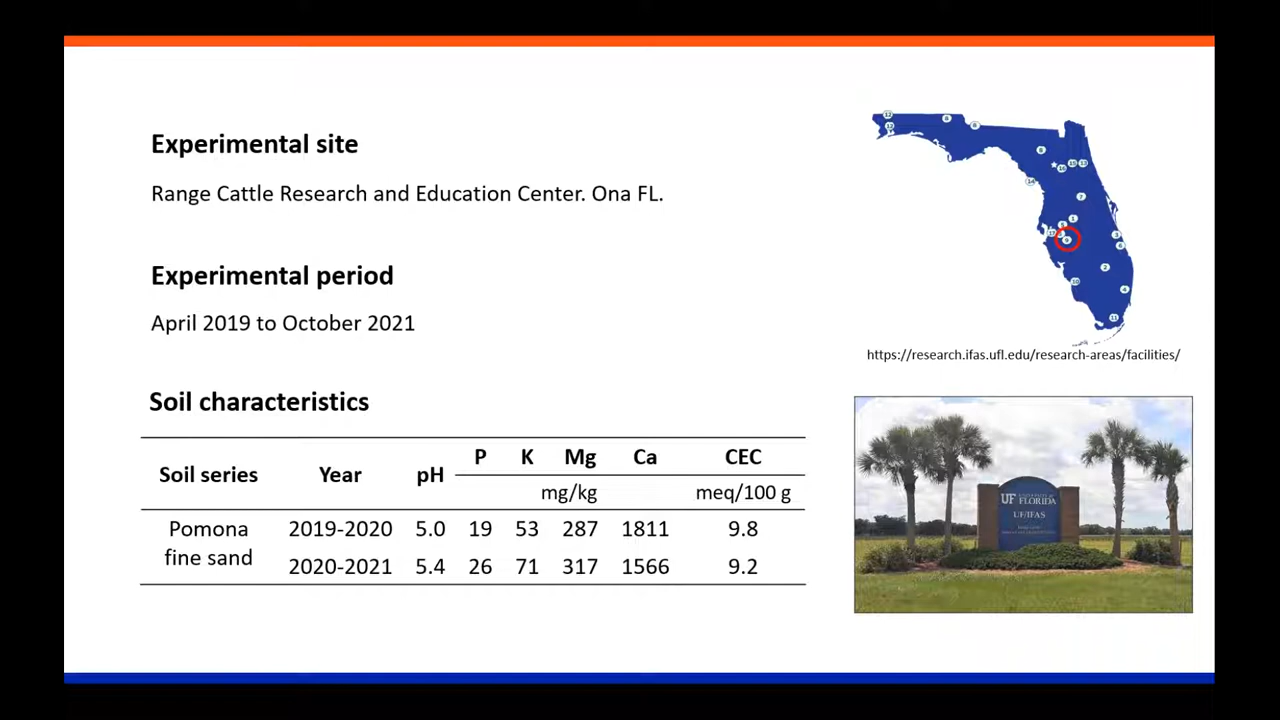 Experimental site
Range Cattle Research and Education Center. Ona FL.
Experimental period
April 2019 to October 2021
https://research.ifas.ufl.edu/research-areas/facilities/
Soil characteristics
Soil series Year pH P K Mg Ca CEC
mg/kg meq/100 g
Pomona fine sand
2019-2020 5.0 19 53 287 1811 9.8
2020-2021 5.4 26 71 317 1566 9.2
UF UNIVERSITY of FLORIDA
UF/IFAS